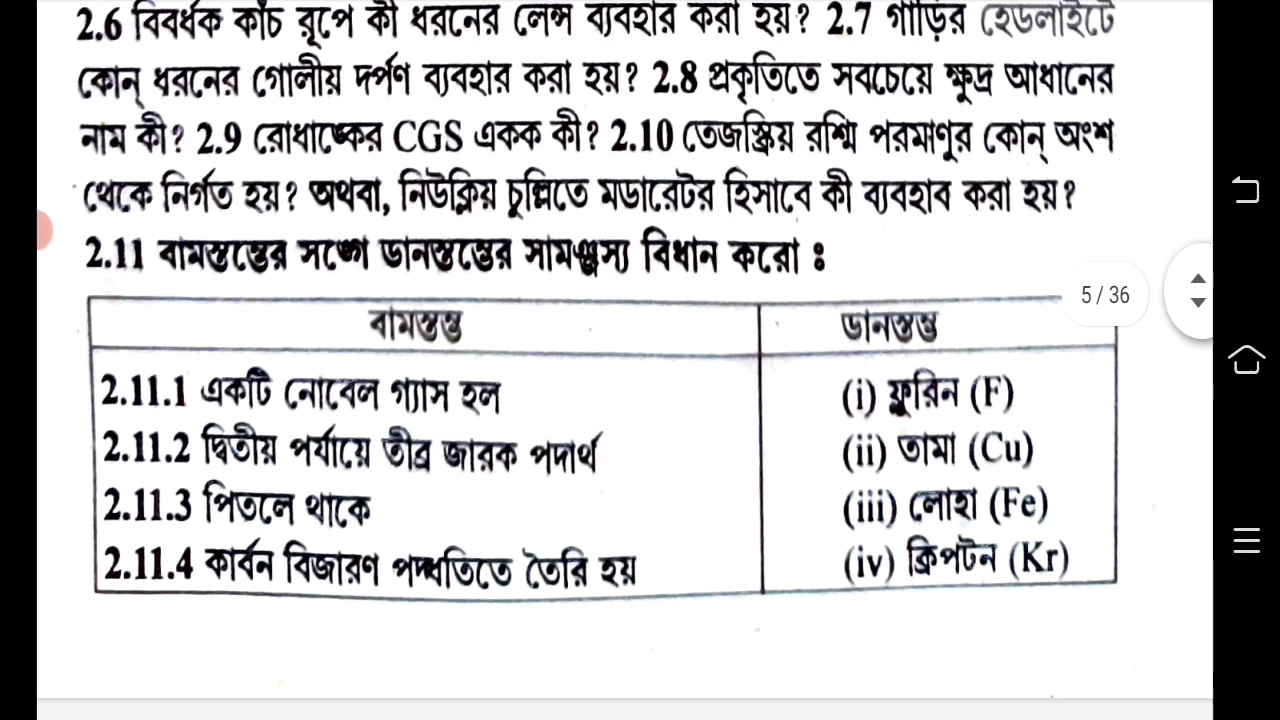 2.6 বিবর্ধক কাঁচ রূপে কী ধরনের লেন্স ব্যবহার করা হয়? 2.7 গাড়ির হেডলাইটে
কোন্ ধরনের গোলীয় দর্পণ ব্যবহার করা হয়? 2.8 প্রকৃতিতে সবচেয়ে ক্ষুদ্র আধানের
নাম কী? 2.9 রোধাঙ্কের CGS একক কী? 2.10 তেজস্ক্রিয় রশ্মি পরমাণুর কোন্ অংশ
থেকে নির্গত হয়? অথবা, নিউক্লিয় চুল্লিতে মডারেটর হিসাবে কী ব্যবহাব করা হয়?
2.11 বামস্তম্ভের সঙ্গে ডানস্তম্ভের সামঞ্জস্য বিধান করো ঃ
5 / 36
বামস্তম্ভ ডানস্তম্ভ
2.11.1 একটি নোবেল গ্যাস হল (i) ফ্লুরিন (F)
2.11.2 দ্বিতীয় পর্যায়ে তীব্র জারক পদার্থ (ii) তামা (Cu)
2.11.3 পিতলে থাকে (iii) লোহা (Fe)
2.11.4 কার্বন বিজারণ পদ্ধতিতে তৈরি হয় (iv) ক্রিপটন (Kr)